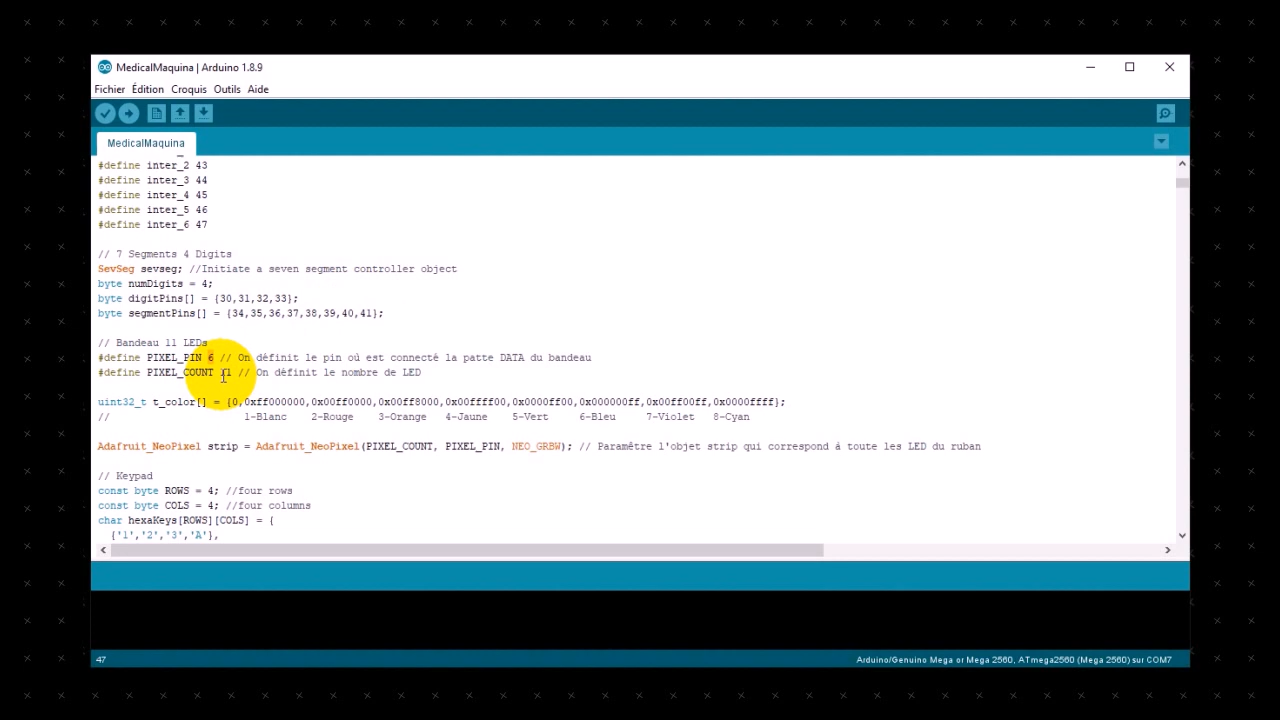 MedicalMaquina | Arduino 1.8.9
Fichier Édition Croquis Outils Aide
MedicalMaquina
#define inter_2 43
#define inter_3 44
#define inter_4 45
#define inter_5 46
#define inter_6 47
// 7 Segments 4 Digits
SevSeg sevseg; //Initiate a seven segment controller object
byte numDigits = 4;
byte digitPins[] = {30,31,32,33};
byte segmentPins[] = {34,35,36,37,38,39,40,41};
// Bandeau 11 LEDs
#define PIXEL_PIN 6 // On définit le pin où est connecté la patte DATA du bandeau
#define PIXEL_COUNT 11 // On définit le nombre de LED
uint32_t t_color[] = {0,0xff000000,0x00ff0000,0x00ff8000,0x00ffff00,0x0000ff00,0x000000ff,0x00ff00ff,0x0000ffff};
// 1-Blanc 2-Rouge 3-Orange 4-Jaune 5-Vert 6-Bleu 7-Violet 8-Cyan
Adafruit_NeoPixel strip = Adafruit_NeoPixel(PIXEL_COUNT, PIXEL_PIN, NEO_GRBW); // Paramêtre l'objet strip qui correspond à toute les LED du ruban
// Keypad
const byte ROWS = 4; //four rows
const byte COLS = 4; //four columns
char hexaKeys[ROWS][COLS] = {
{'1','2','3','A'},
47
Arduino/Genuino Mega or Mega 2560, ATmega2560 (Mega 2560) sur COM7